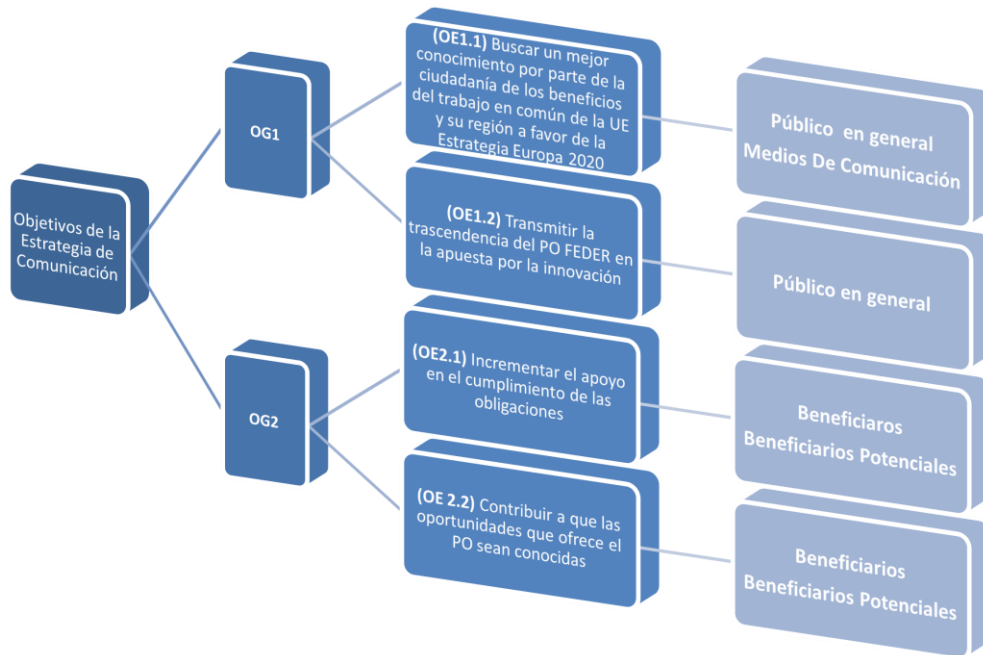 Objetivos de la
Estrategia de
Comunicación
OG1
(OE1.1) Buscar un mejor
conocimiento por parte de la
ciudadanía de los beneficios
del trabajo en común de la UE
y su región a favor de la
Estrategia Europa 2020
Público en general
Medios De Comunicación
(OE1.2) Transmitir la
trascendencia del PO FEDER en
la apuesta por la innovación
Público en general
OG2
(OE2.1) Incrementar el apoyo
en el cumplimiento de las
obligaciones
Beneficiaros
Beneficiarios Potenciales
(OE 2.2) Contribuir a que las
oportunidades que ofrece el
PO sean conocidas
Beneficiarios
Beneficiarios Potenciales